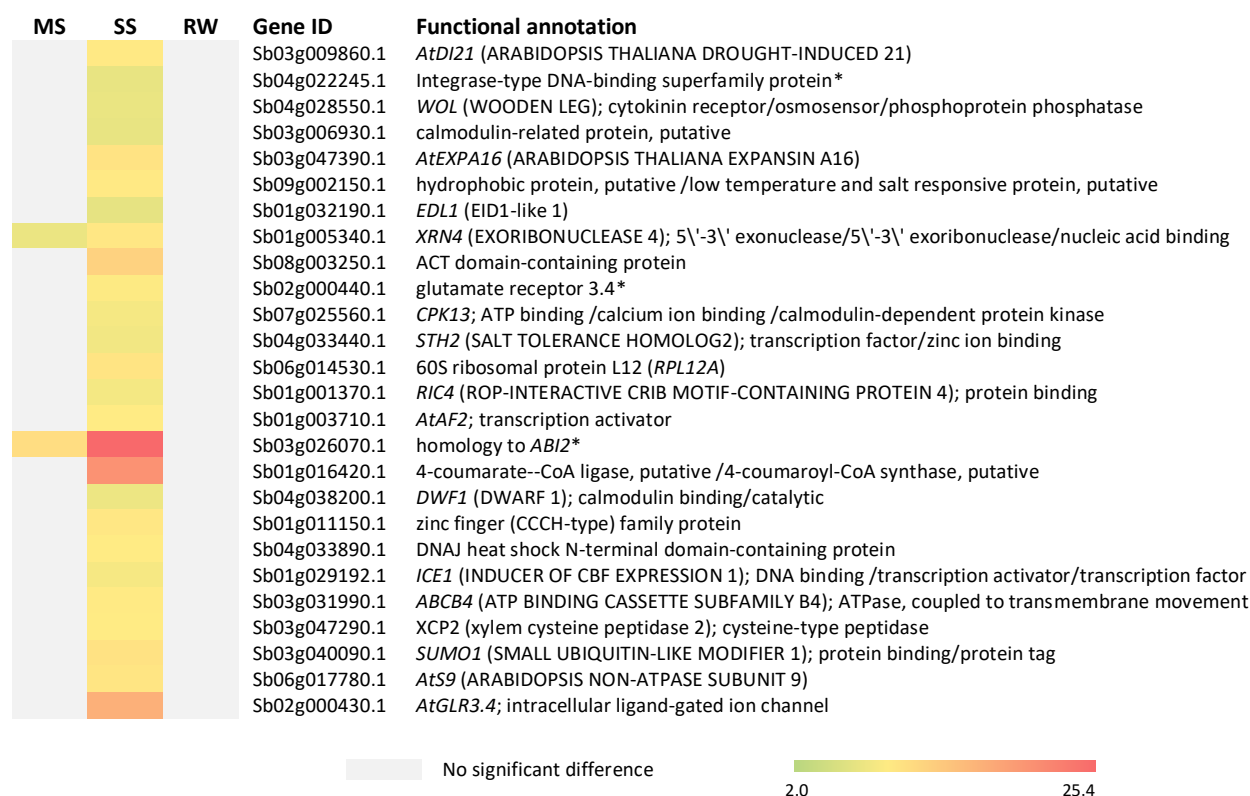 MS SS RW Gene ID Functional annotation
Sb03g009860.1 AtDI21 (ARABIDOPSIS THALIANA DROUGHT-INDUCED 21)
Sb04g022245.1 Integrase-type DNA-binding superfamily protein*
Sb04g028550.1 WOL (WOODEN LEG); cytokinin receptor/osmosensor/phosphoprotein phosphatase
Sb03g006930.1 calmodulin-related protein, putative
Sb03g047390.1 AtEXPA16 (ARABIDOPSIS THALIANA EXPANSIN A16)
Sb09g002150.1 hydrophobic protein, putative /low temperature and salt responsive protein, putative
Sb01g032190.1 EDL1 (EID1-like 1)
Sb01g005340.1 XRN4 (EXORIBONUCLEASE 4); 5\'-3\' exonuclease/5\'-3\' exoribonuclease/nucleic acid binding
Sb08g003250.1 ACT domain-containing protein
Sb02g000440.1 glutamate receptor 3.4*
Sb07g025560.1 CPK13; ATP binding /calcium ion binding /calmodulin-dependent protein kinase
Sb04g033440.1 STH2 (SALT TOLERANCE HOMOLOG2); transcription factor/zinc ion binding
Sb06g014530.1 60S ribosomal protein L12 (RPL12A)
Sb01g001370.1 RIC4 (ROP-INTERACTIVE CRIB MOTIF-CONTAINING PROTEIN 4); protein binding
Sb01g003710.1 AtAF2; transcription activator
Sb03g026070.1 homology to ABI2*
Sb01g016420.1 4-coumarate--CoA ligase, putative /4-coumaroyl-CoA synthase, putative
Sb04g038200.1 DWF1 (DWARF 1); calmodulin binding/catalytic
Sb01g011150.1 zinc finger (CCCH-type) family protein
Sb04g033890.1 DNAJ heat shock N-terminal domain-containing protein
Sb01g029192.1 ICE1 (INDUCER OF CBF EXPRESSION 1); DNA binding /transcription activator/transcription factor
Sb03g031990.1 ABCB4 (ATP BINDING CASSETTE SUBFAMILY B4); ATPase, coupled to transmembrane movement
Sb03g047290.1 XCP2 (xylem cysteine peptidase 2); cysteine-type peptidase
Sb03g040090.1 SUMO1 (SMALL UBIQUITIN-LIKE MODIFIER 1); protein binding/protein tag
Sb06g017780.1 AtS9 (ARABIDOPSIS NON-ATPASE SUBUNIT 9)
Sb02g000430.1 AtGLR3.4; intracellular ligand-gated ion channel
No significant difference
2.0 25.4